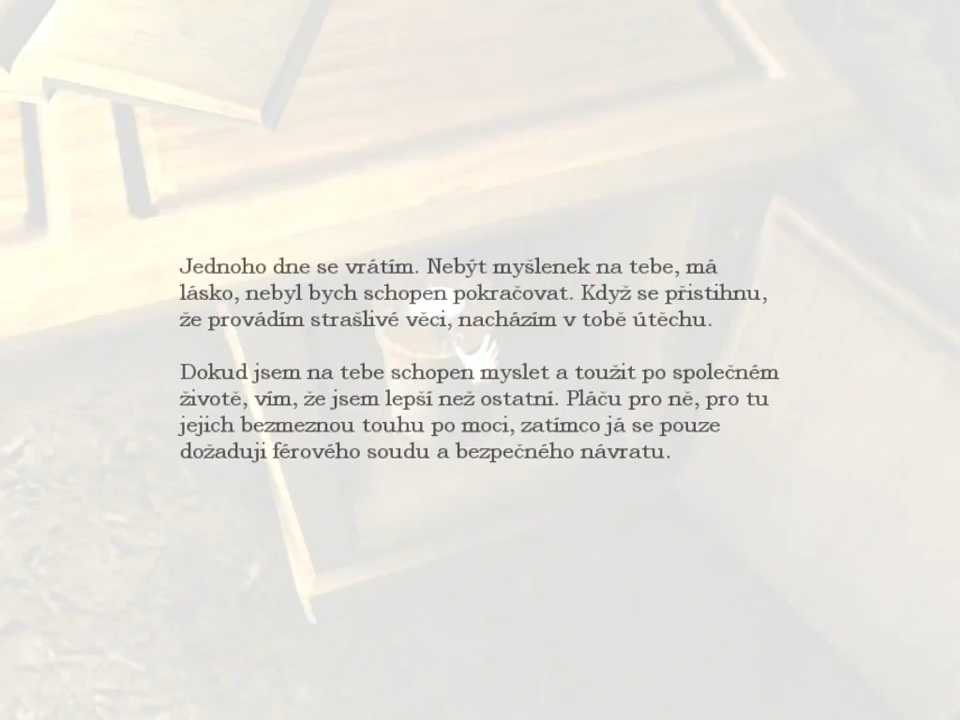 Jednoho dne se vrátím. Nebýt myšlenek na tebe, má
lásko, nebyl bych schopen pokračovat. Když se přistihnu,
že provádím strašlivé věci, nacházím v tobě útěchu.
Dokud jsem na tebe schopen myslet a toužit po společném
životě, vím, že jsem lepší než ostatní. Pláču pro ně, pro tu
jejich bezmeznou touhu po moci, zatímco já se pouze
dožaduji férového soudu a bezpečného návratu.